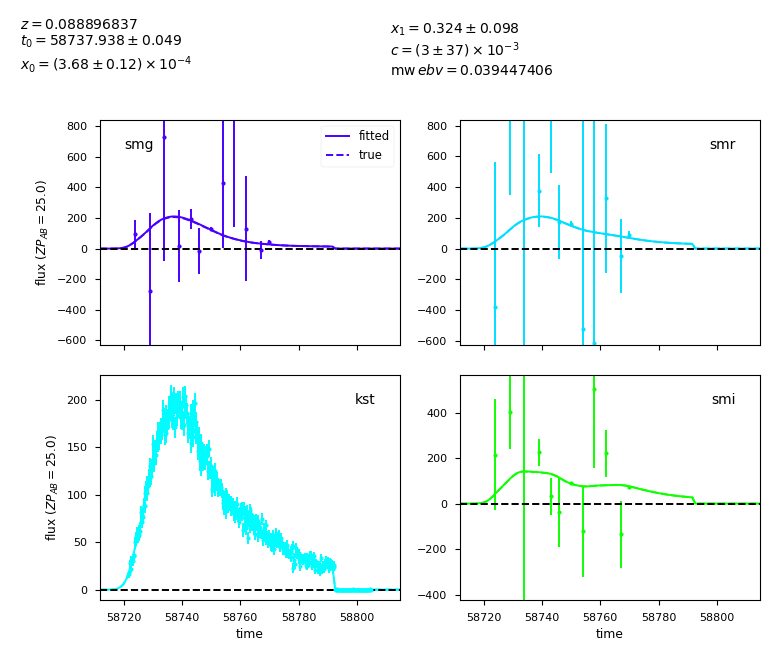 z = 0.088896837
t₀ = 58737.938 ± 0.049
x₀ = (3.68 ± 0.12) × 10⁻⁴
x₁ = 0.324 ± 0.098
c = (3 ± 37) × 10⁻³
mw ebv = 0.039447406
smg
fitted
true
800
600
400
200
0
−200
−400
−600
flux (ZP_AB = 25.0)
smr
800
600
400
200
0
−200
−400
−600
kst
200
150
100
50
0
flux (ZP_AB = 25.0)
58720 58740 58760 58780 58800
time
smi
400
200
0
−200
−400
58720 58740 58760 58780 58800
time